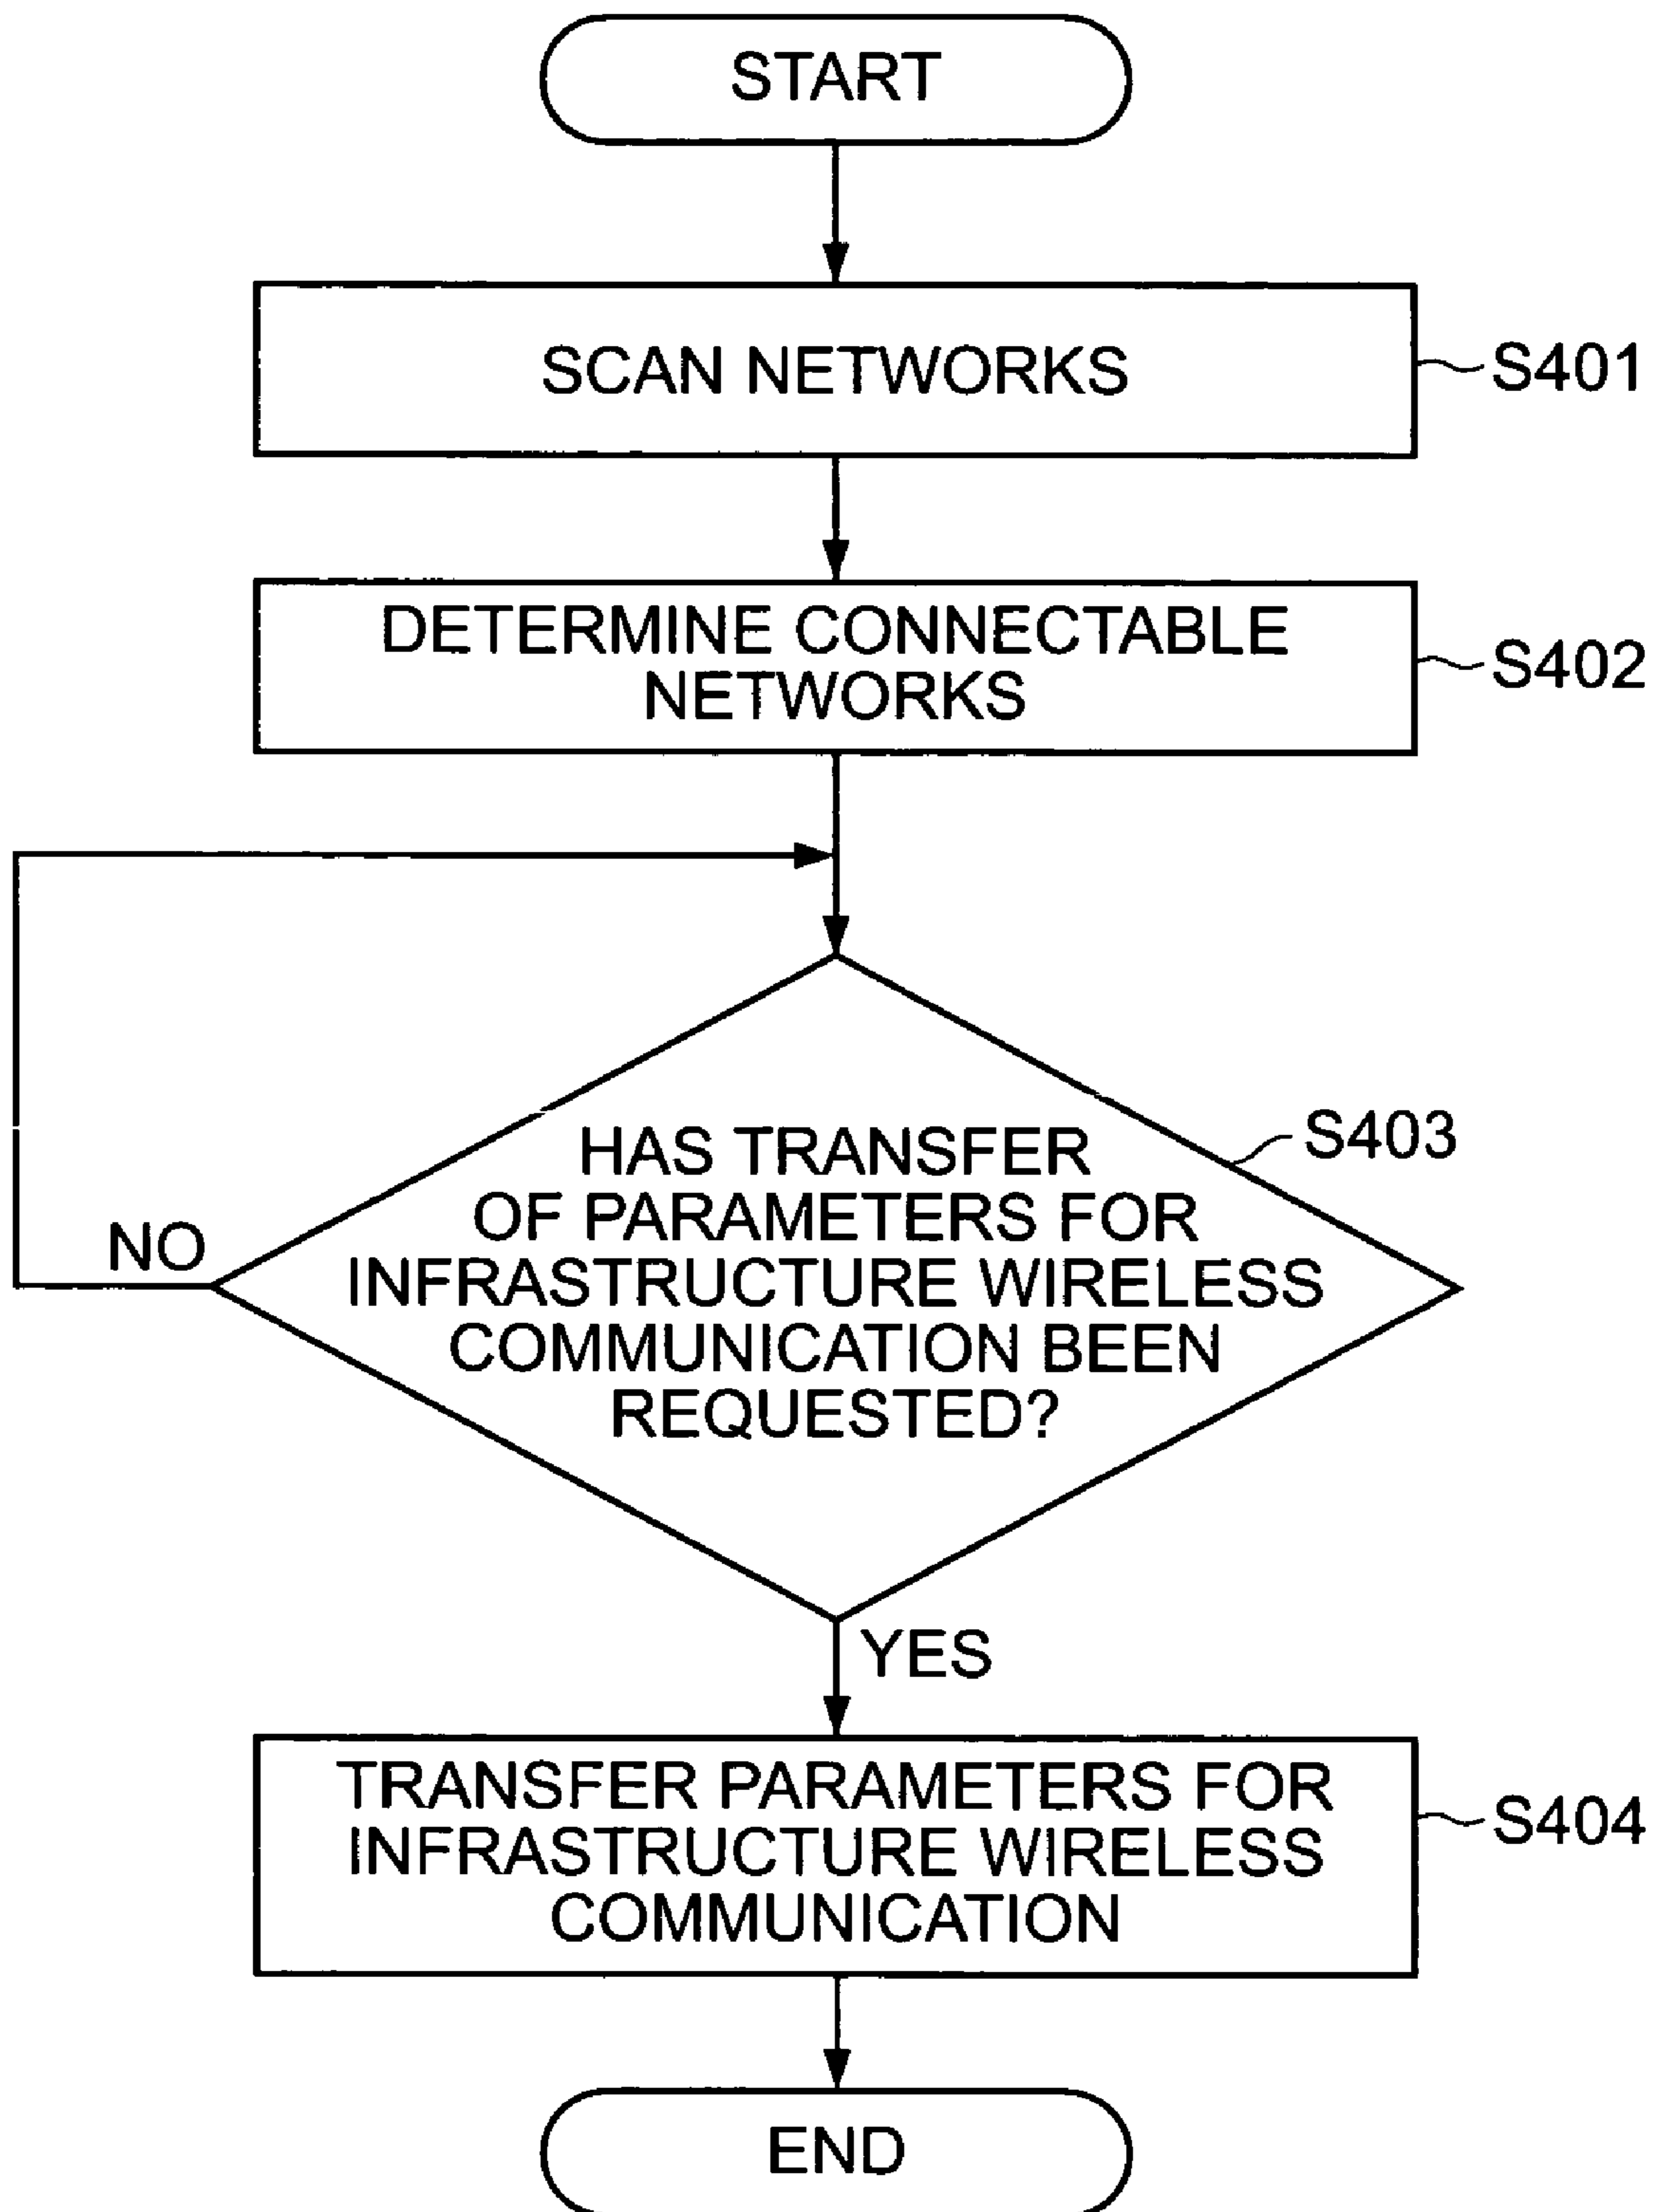 START
SCAN NETWORKS
S401
DETERMINE CONNECTABLE
NETWORKS
S402
HAS TRANSFER
OF PARAMETERS FOR
INFRASTRUCTURE WIRELESS
COMMUNICATION BEEN
REQUESTED?
S403
NO
YES
TRANSFER PARAMETERS FOR
INFRASTRUCTURE WIRELESS
COMMUNICATION
S404
END